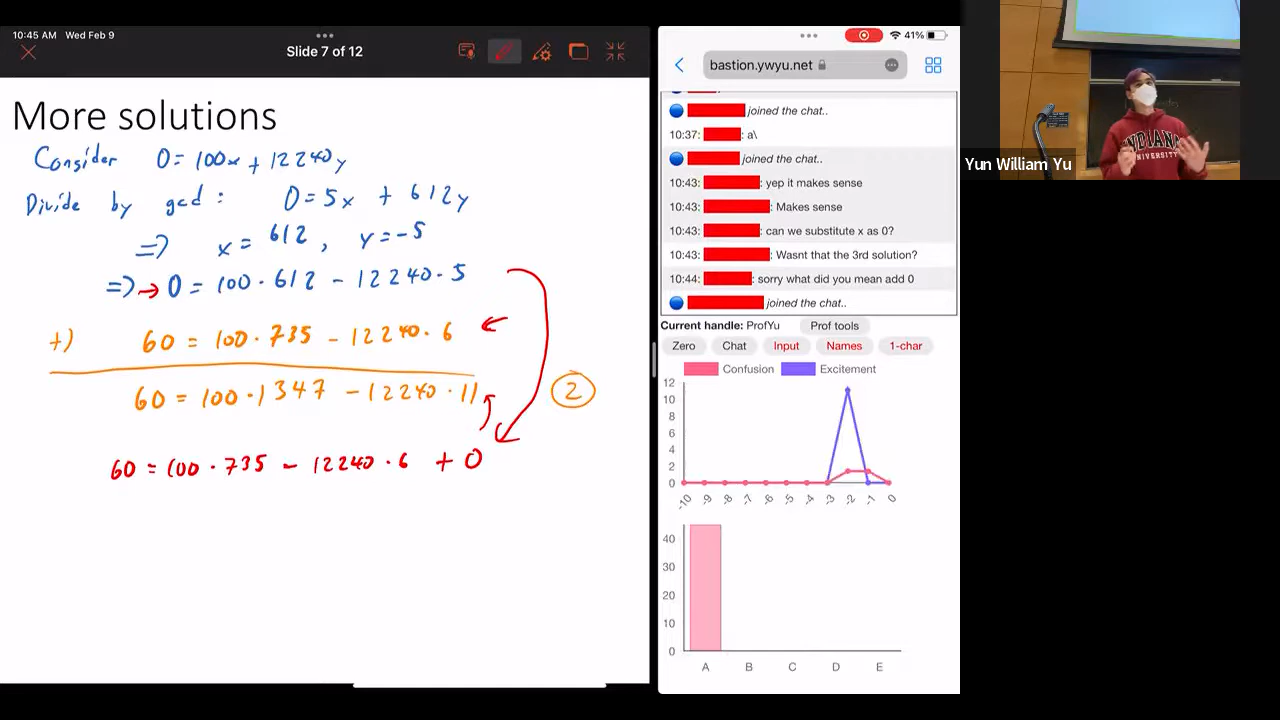 10:45 AM Wed Feb 9
Slide 7 of 12
More solutions
Consider 0 = 100x + 12240y
Divide by gcd : 0 = 5x + 612y
=> x = 612 , y = -5
=> → 0 = 100 · 612 - 12240 · 5
+) 60 = 100 · 735 - 12240 · 6
60 = 100 · 1347 - 12240 · 11
2
60 = 100 · 735 - 12240 · 6 + 0
41%
bastion.ywyu.net
joined the chat..
10:37: : a\
joined the chat..
10:43: : yep it makes sense
10:43: : Makes sense
10:43: : can we substitute x as 0?
10:43: : Wasnt that the 3rd solution?
10:44: : sorry what did you mean add 0
joined the chat..
Current handle: ProfYu Prof tools
Zero Chat Input Names 1-char
Confusion Excitement
12
10
8
6
4
2
0
-10 -9 -8 -7 -6 -5 -4 -3 -2 -1 0
40
30
20
10
0
A B C D E
Yun William Yu
INDIANA
UNIVERSITY